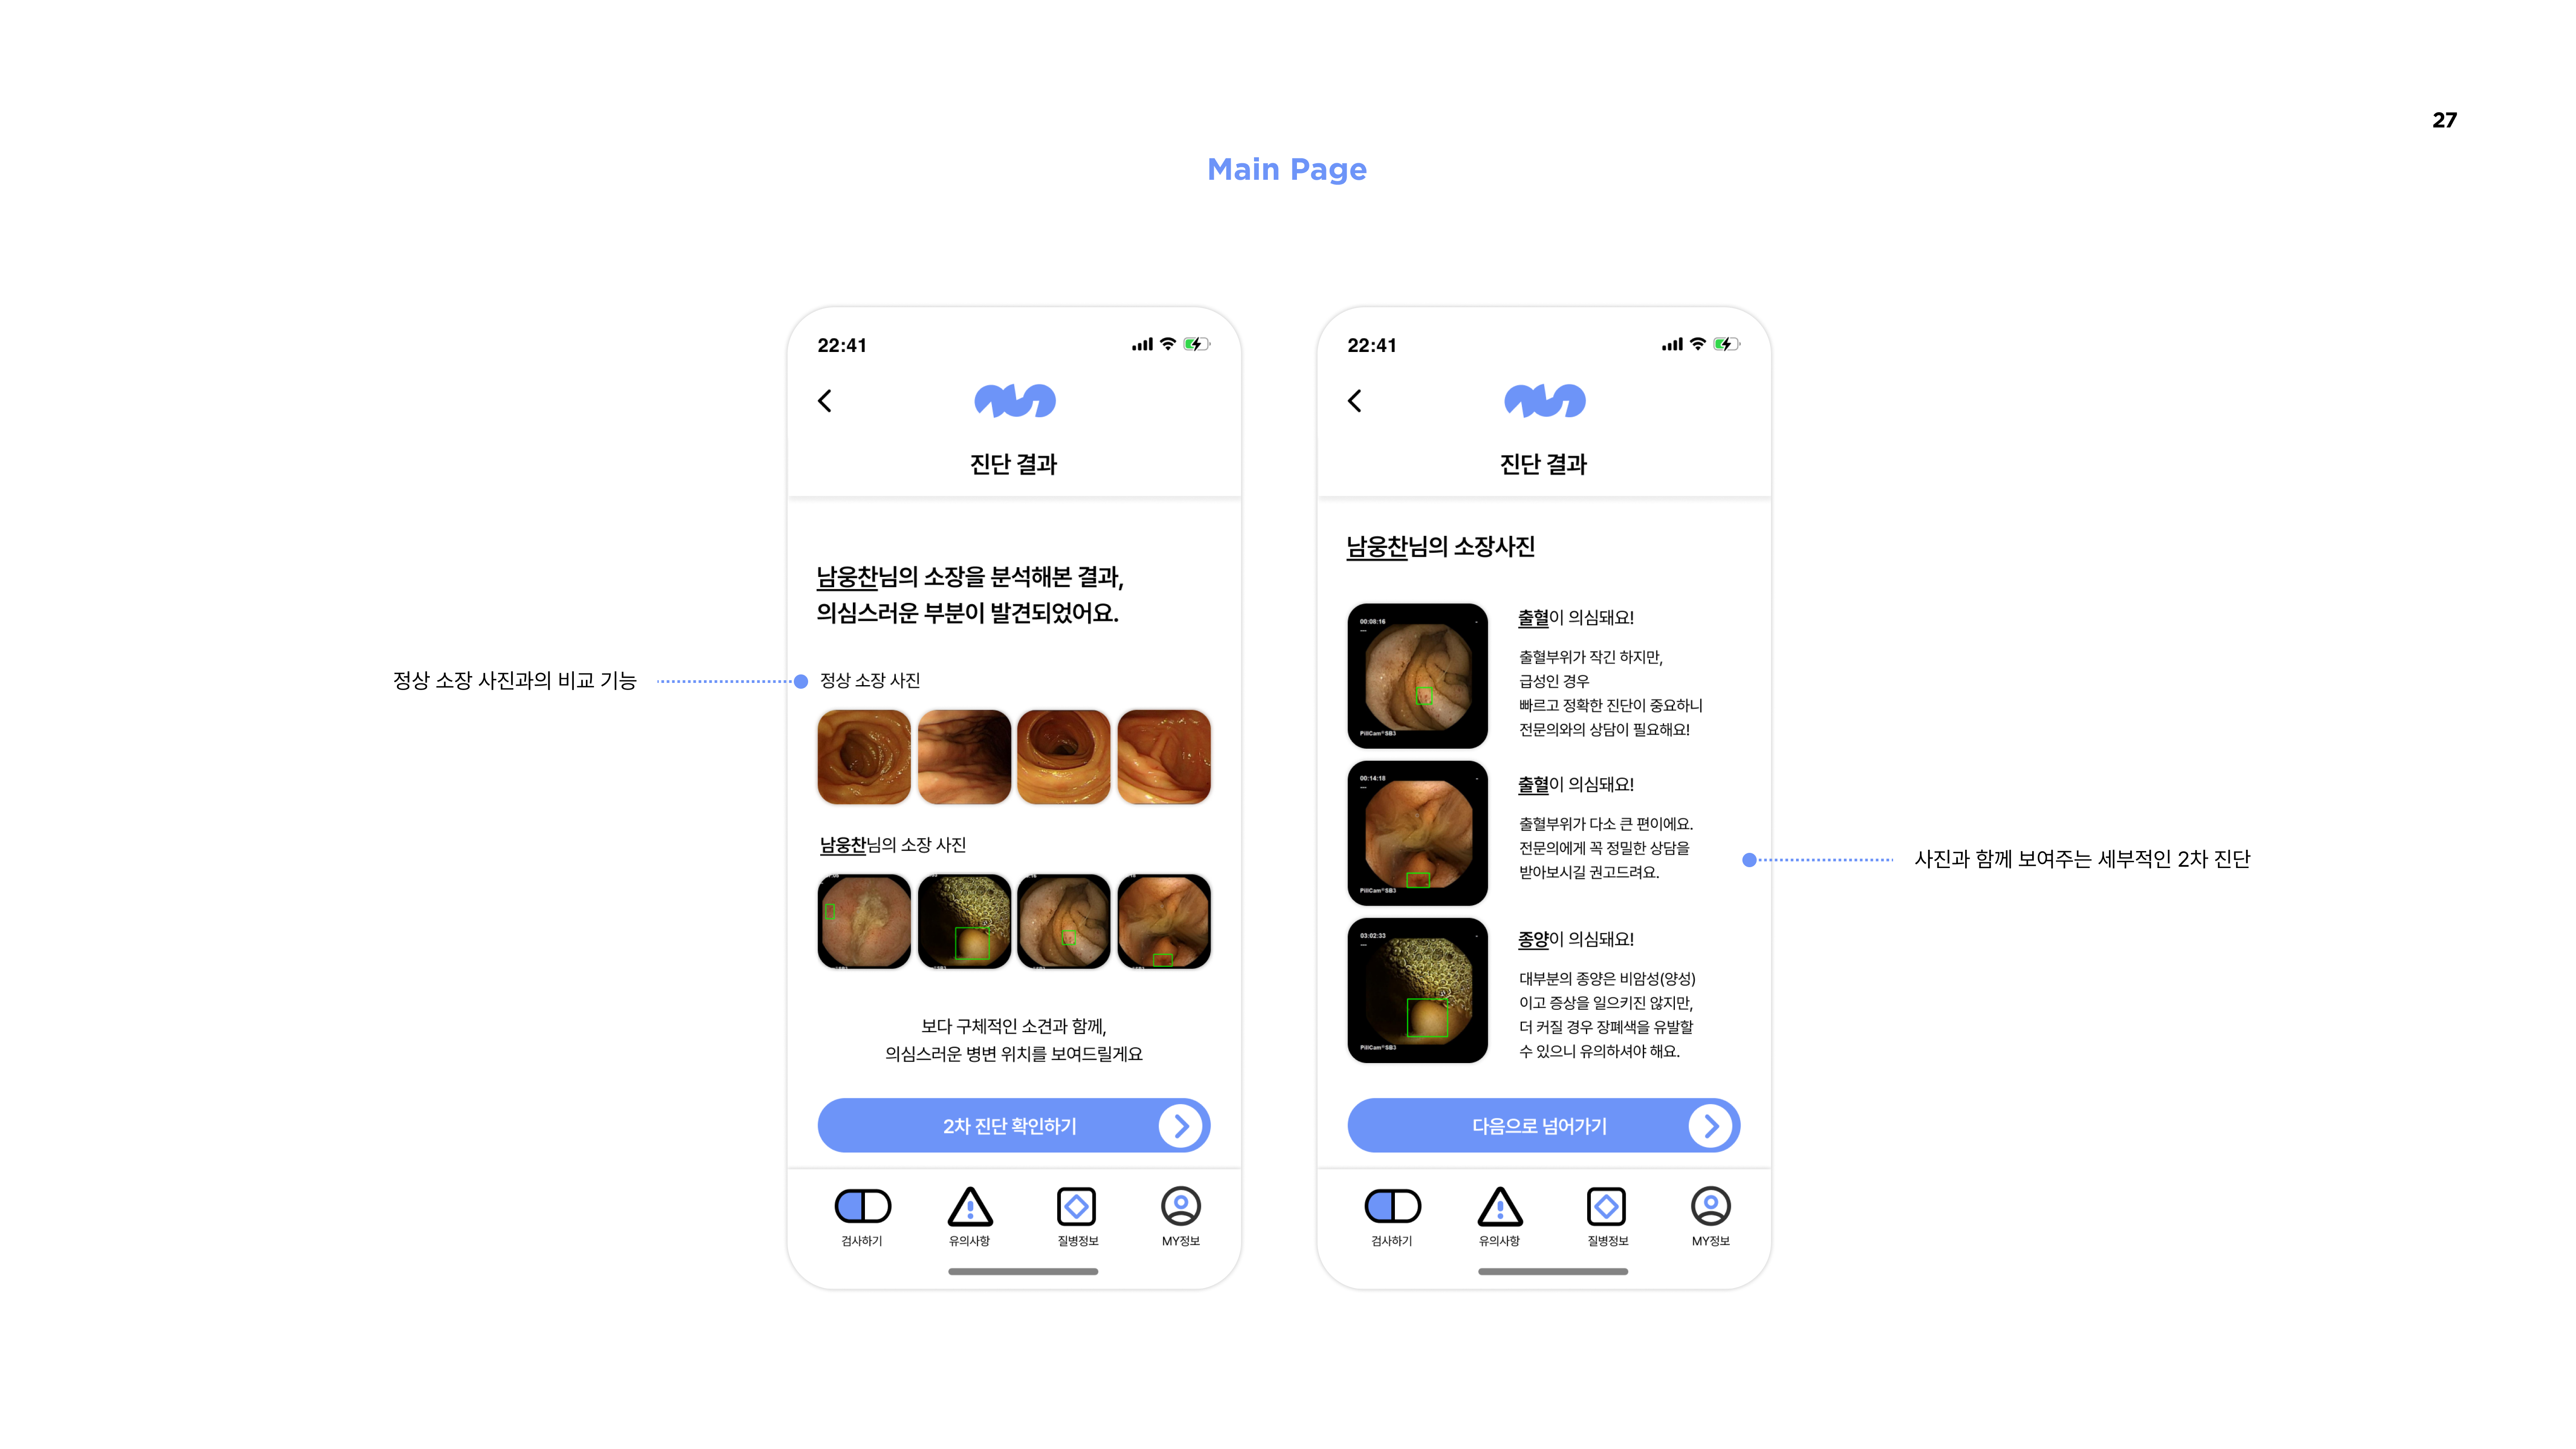 27
Main Page
22:41
진단 결과
남웅찬님의 소장을 분석해본 결과,
의심스러운 부분이 발견되었어요.
정상 소장 사진과의 비교 기능
정상 소장 사진
남웅찬님의 소장 사진
보다 구체적인 소견과 함께,
의심스러운 병변 위치를 보여드릴게요
2차 진단 확인하기
검사하기
유의사항
질병정보
MY정보
22:41
진단 결과
남웅찬님의 소장사진
00:08:16
PillCam®SB3
출혈이 의심돼요!
출혈부위가 작긴 하지만,
급성인 경우
빠르고 정확한 진단이 중요하니
전문의와의 상담이 필요해요!
00:14:18
PillCam®SB3
출혈이 의심돼요!
출혈부위가 다소 큰 편이에요.
전문의에게 꼭 정밀한 상담을
받아보시길 권고드려요.
사진과 함께 보여주는 세부적인 2차 진단
03:02:33
PillCam®SB3
종양이 의심돼요!
대부분의 종양은 비암성(양성)
이고 증상을 일으키진 않지만,
더 커질 경우 장폐색을 유발할
수 있으니 유의하셔야 해요.
다음으로 넘어가기
검사하기
유의사항
질병정보
MY정보